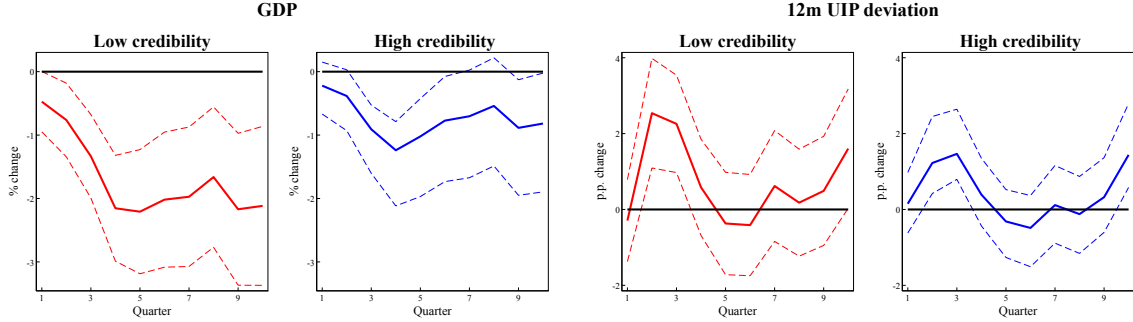 GDP
12m UIP deviation
Low credibility
High credibility
Low credibility
High credibility
% change
0
-1
-2
-3
1
3
5
7
9
Quarter
% change
0
-1
-2
-3
1
3
5
7
9
p.p. change
4
2
0
-2
1
3
5
7
9
Quarter
p.p. change
4
2
0
-2
1
3
5
7
9
Quarter